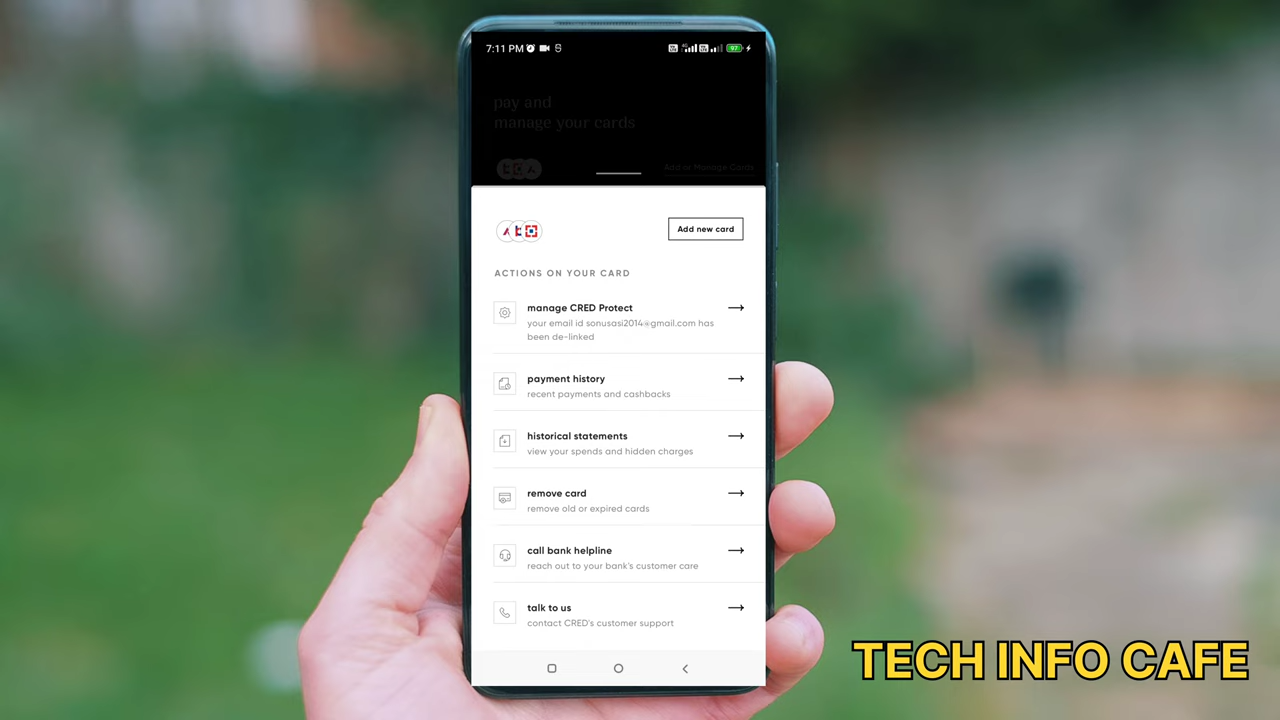 7:11 PM
97
pay and
manage your cards
Add or Manage Cards
Add new card
ACTIONS ON YOUR CARD
manage CRED Protect
your email id sonusasi2014@gmail.com has
been de-linked
payment history
recent payments and cashbacks
historical statements
view your spends and hidden charges
remove card
remove old or expired cards
call bank helpline
reach out to your bank's customer care
talk to us
contact CRED's customer support
TECH INFO CAFE